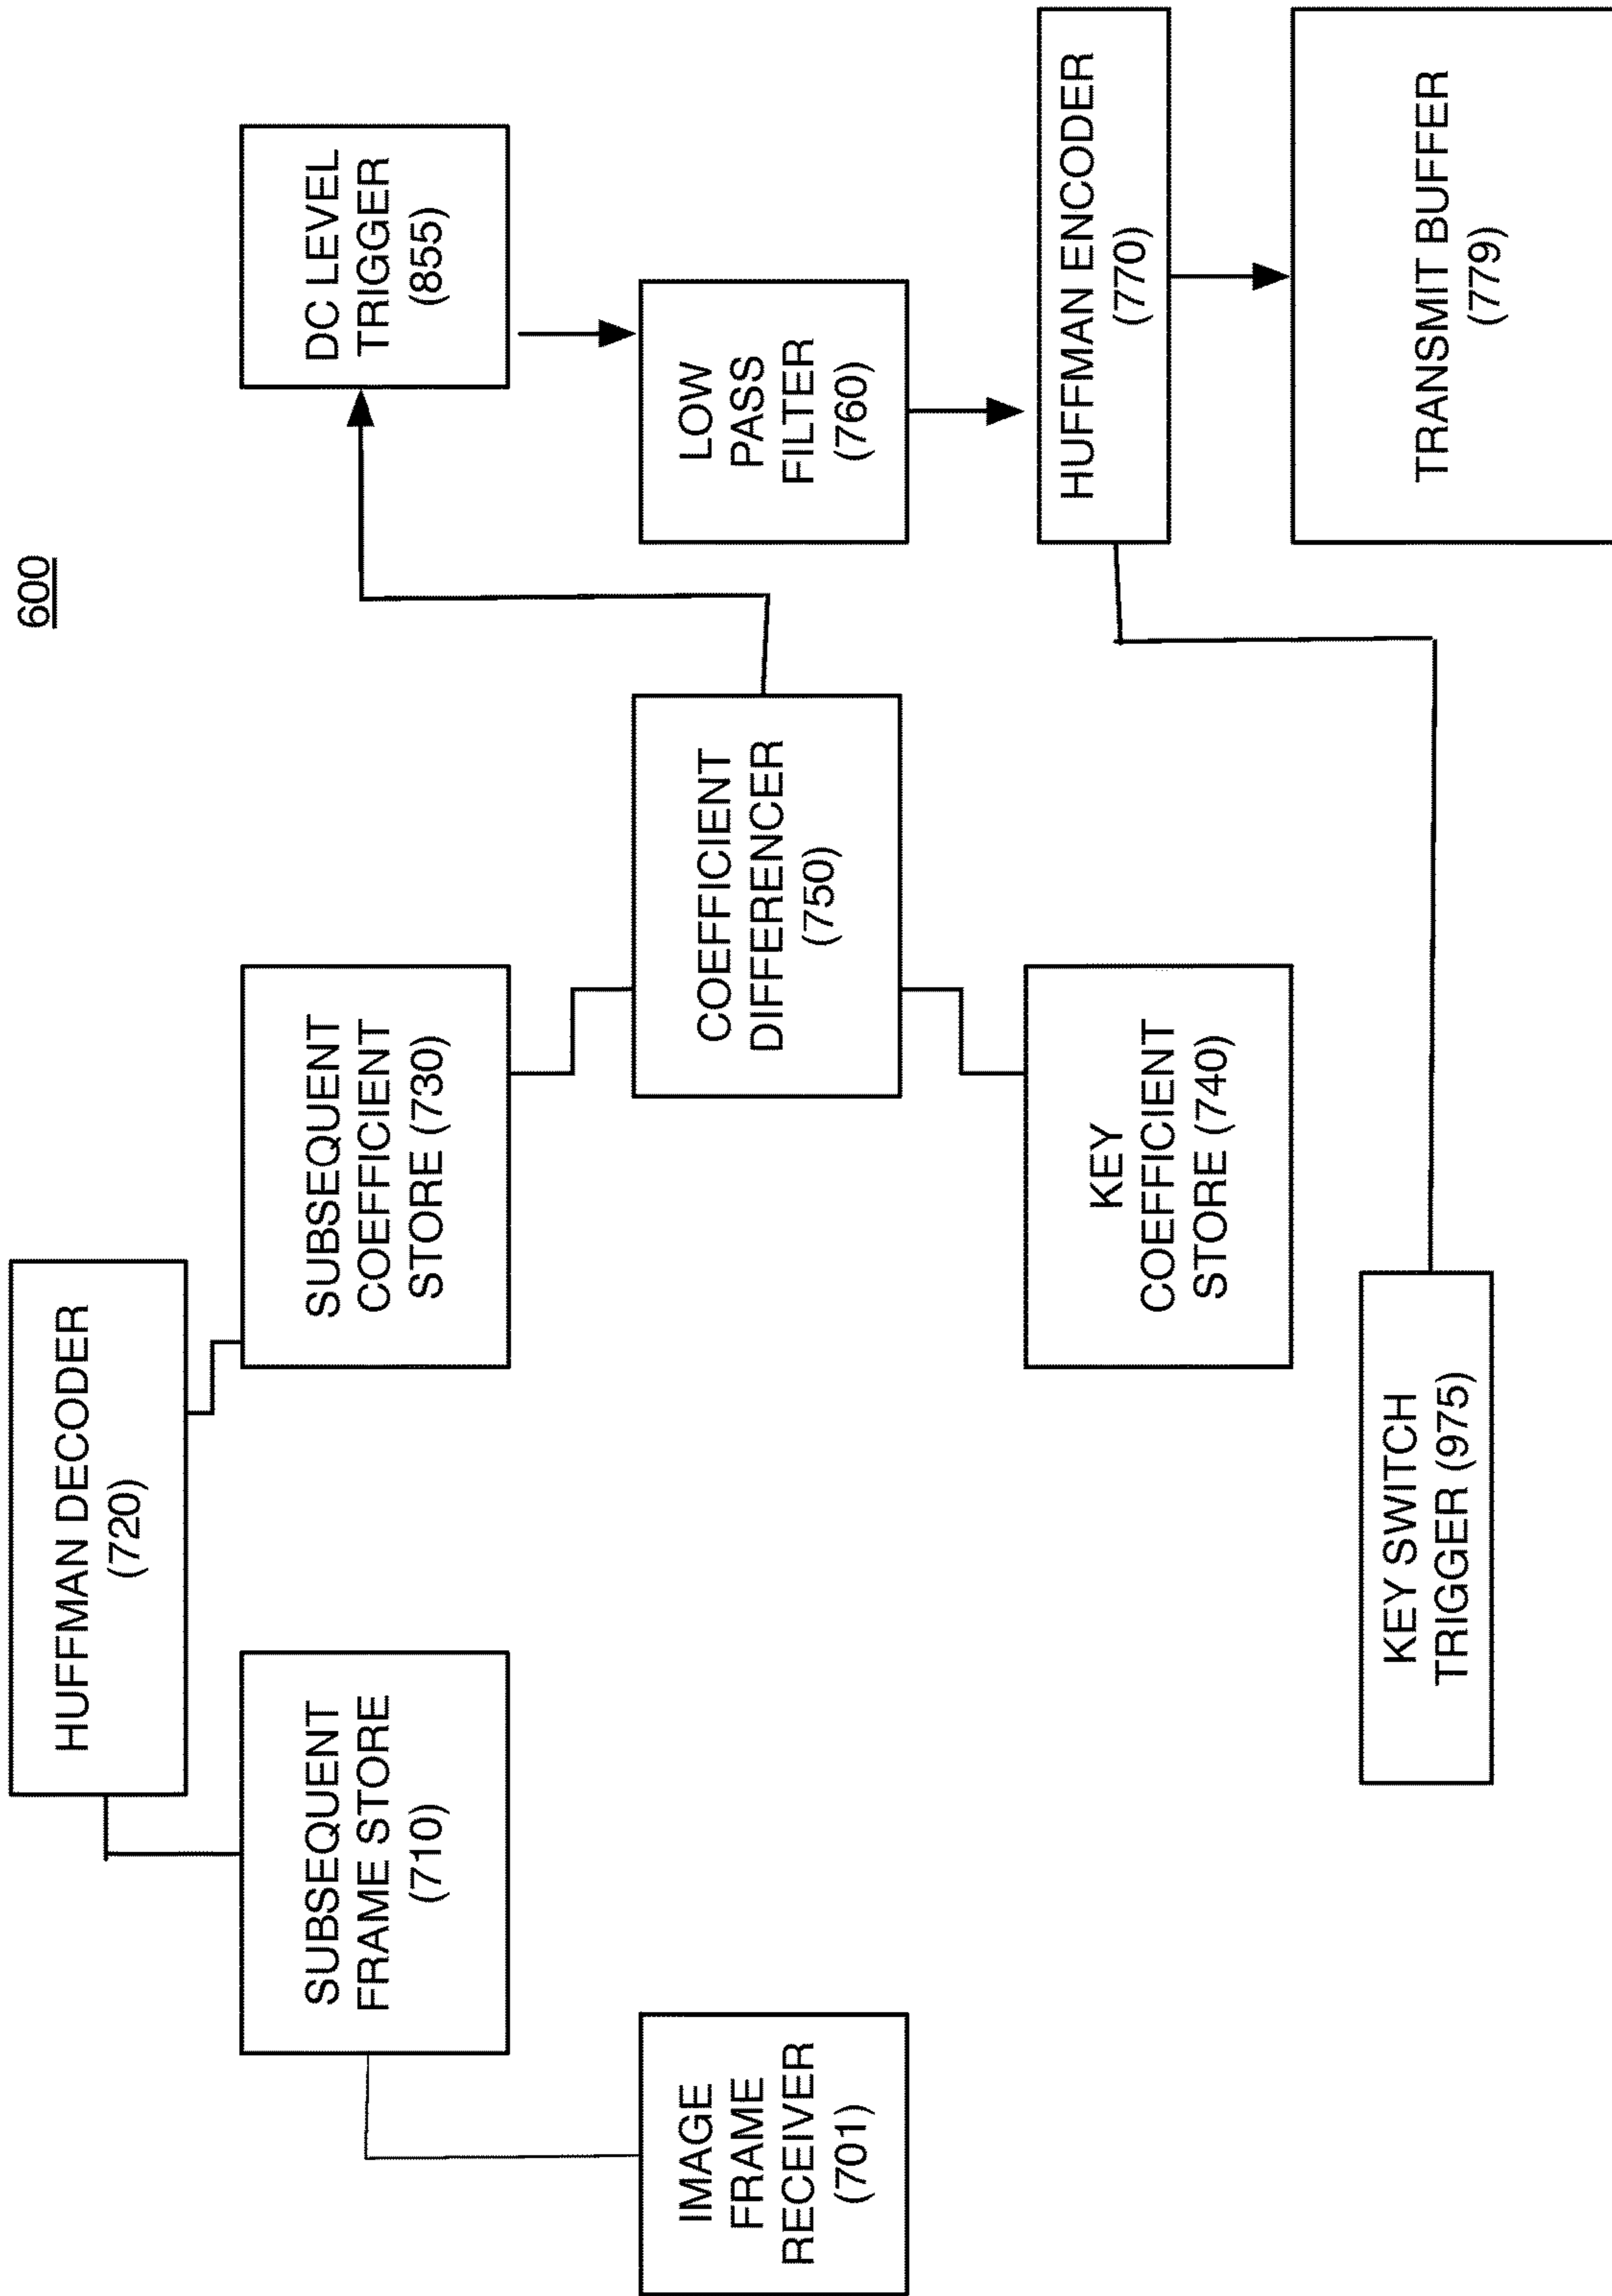 600
HUFFMAN DECODER
(720)
SUBSEQUENT
FRAME STORE
(710)
SUBSEQUENT
COEFFICIENT
STORE (730)
DC LEVEL
TRIGGER
(855)
IMAGE
FRAME
RECEIVER
(701)
COEFFICIENT
DIFFERENCER
(750)
LOW
PASS
FILTER
(760)
KEY
COEFFICIENT
STORE (740)
HUFFMAN ENCODER
(770)
KEY SWITCH
TRIGGER (975)
TRANSMIT BUFFER
(779)